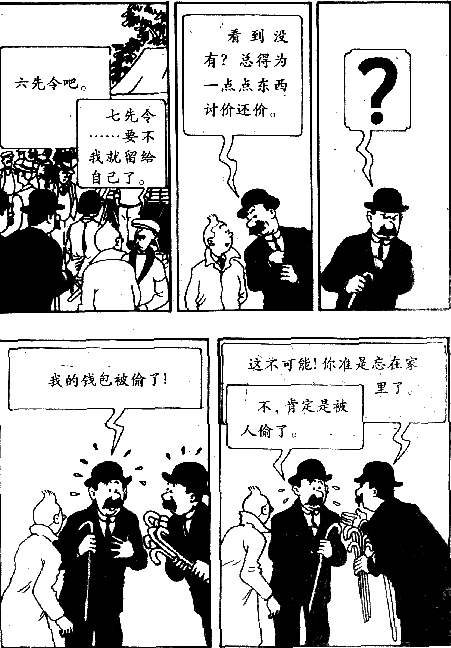 六先令吧。
七先令
……要不
我就留给
自己了。
看到没
有？总得为
一点点东西
讨价还价。
?
我的钱包被偷了！
这不可能！你准是忘在家
里了。
不，肯定是被
人偷了。